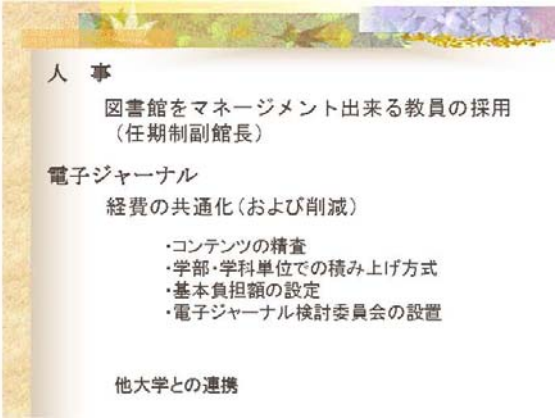 人　事
図書館をマネージメント出来る教員の採用
（任期制副館長）
電子ジャーナル
経費の共通化（および削減）
・コンテンツの精査
・学部・学科単位での積み上げ方式
・基本負担額の設定
・電子ジャーナル検討委員会の設置
他大学との連携